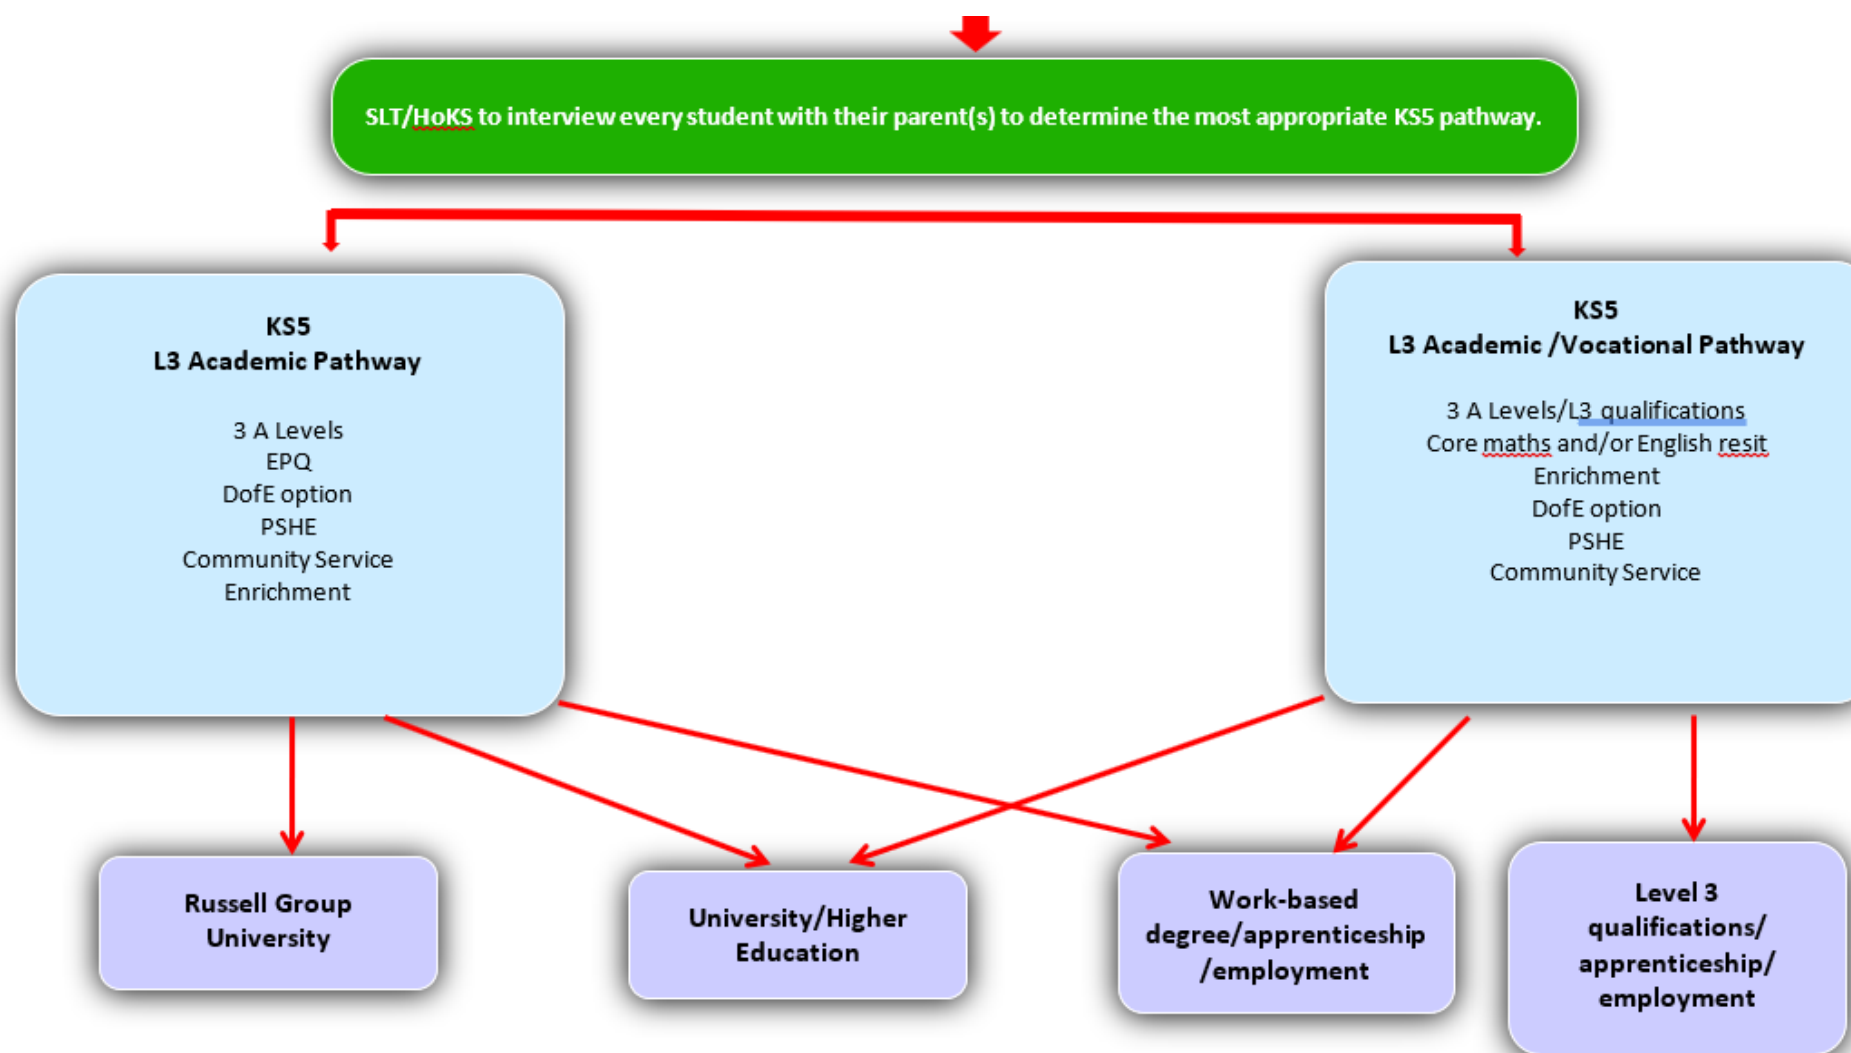 SLT/HoKS to interview every student with their parent(s) to determine the most appropriate KS5 pathway.
KS5
L3 Academic Pathway
3 A Levels
EPQ
DofE option
PSHE
Community Service
Enrichment
KS5
L3 Academic /Vocational Pathway
3 A Levels/L3 qualifications
Core maths and/or English resit
Enrichment
DofE option
PSHE
Community Service
Russell Group
University
University/Higher
Education
Work-based
degree/apprenticeship
/employment
Level 3
qualifications/
apprenticeship/
employment